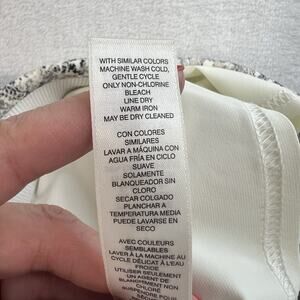 WITH SIMILAR COLORS
MACHINE WASH COLD,
GENTLE CYCLE
ONLY NON-CHLORINE
BLEACH
LINE DRY
WARM IRON
MAY BE DRY CLEANED
CON COLORES
SIMILARES
LAVAR A MÁQUINA CON
AGUA FRÍA EN CICLO
SUAVE
SOLAMENTE
BLANQUEADOR SIN
CLORO
SECAR COLGADO
PLANCHAR A
TEMPERATURA MEDIA
PUEDE LAVARSE EN
SECO
AVEC COULEURS
SEMBLABLES
LAVER À LA MACHINE AU
CYCLE DÉLICAT À L'EAU
FROIDE
UTILISER SEULEMENT
UN AGENT DE
BLANCHIMENT SANS
CHLORE